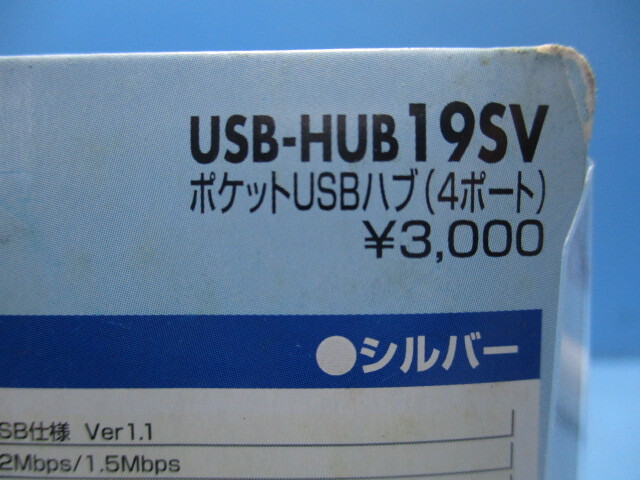 USB-HUB19SV
ポケットUSBハブ(4ポート)
¥3,000
●シルバー
SB仕様 Ver1.1
2Mbps/1.5Mbps